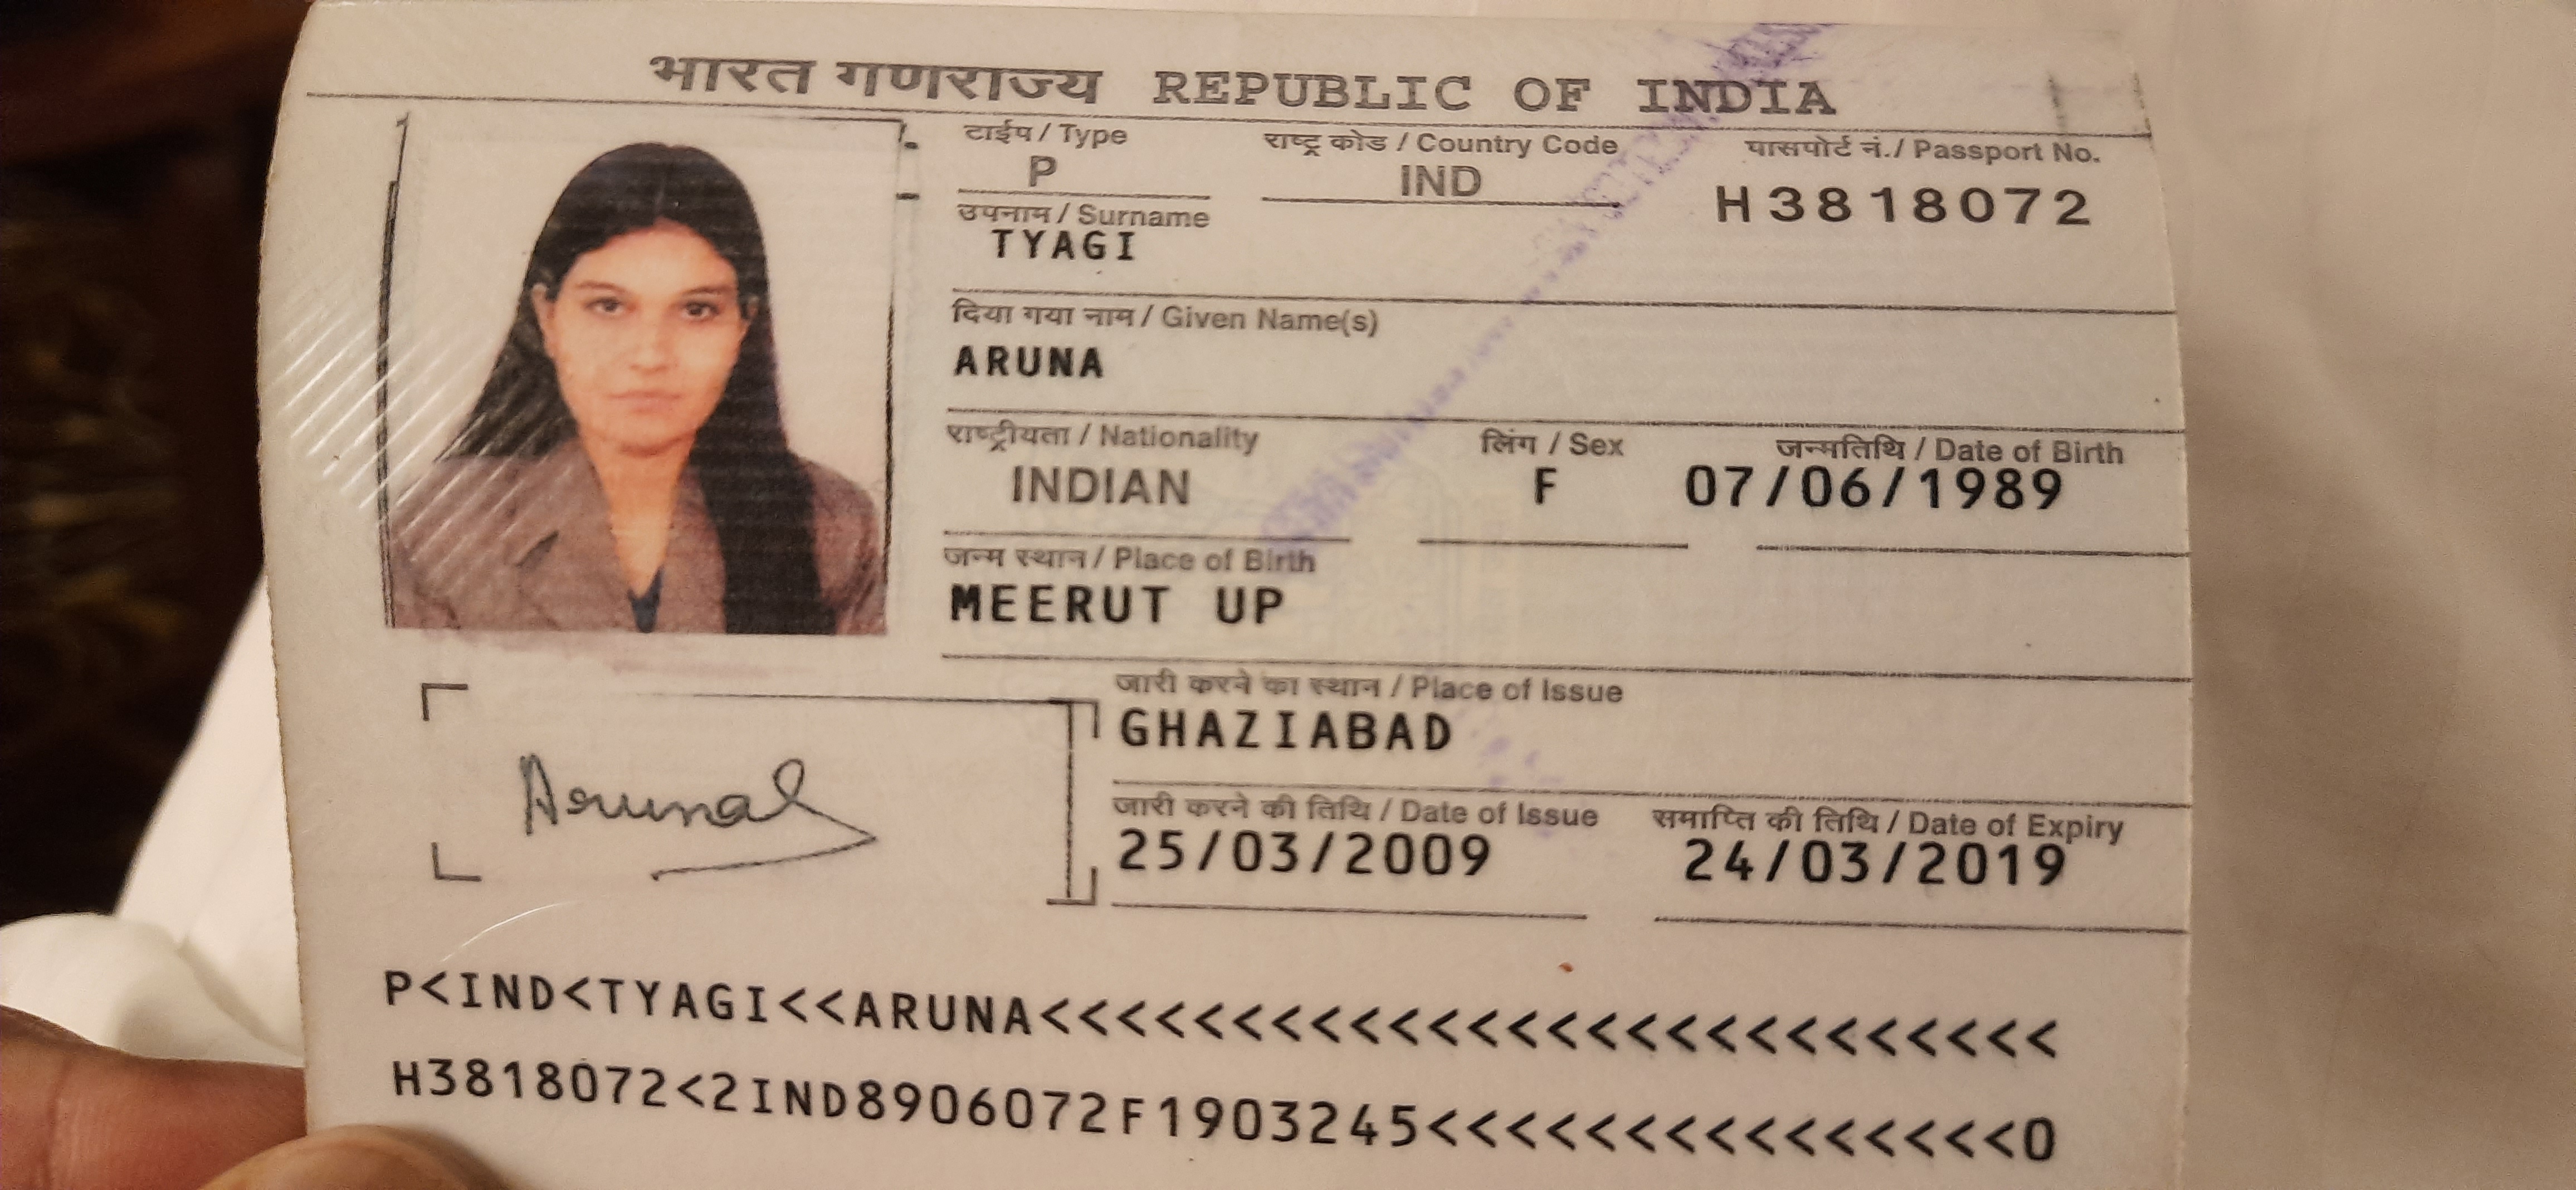 भारत गणराज्य REPUBLIC OF INDIA
टाईप / Type राष्ट्र कोड / Country Code पासपोर्ट नं./ Passport No.
P IND H3818072
उपनाम / Surname
TYAGI
दिया गया नाम / Given Name(s)
ARUNA
राष्ट्रीयता / Nationality लिंग / Sex जन्मतिथि / Date of Birth
INDIAN F 07/06/1989
जन्म स्थान / Place of Birth
MEERUT UP
जारी करने का स्थान / Place of Issue
GHAZIABAD
Aruna
जारी करने की तिथि / Date of Issue समाप्ति की तिथि / Date of Expiry
25/03/2009 24/03/2019
P<IND<TYAGI<<ARUNA<<<<<<<<<<<<<<<<<<<<<<<<<<
H3818072<2IND8906072F1903245<<<<<<<<<<<<<<<0